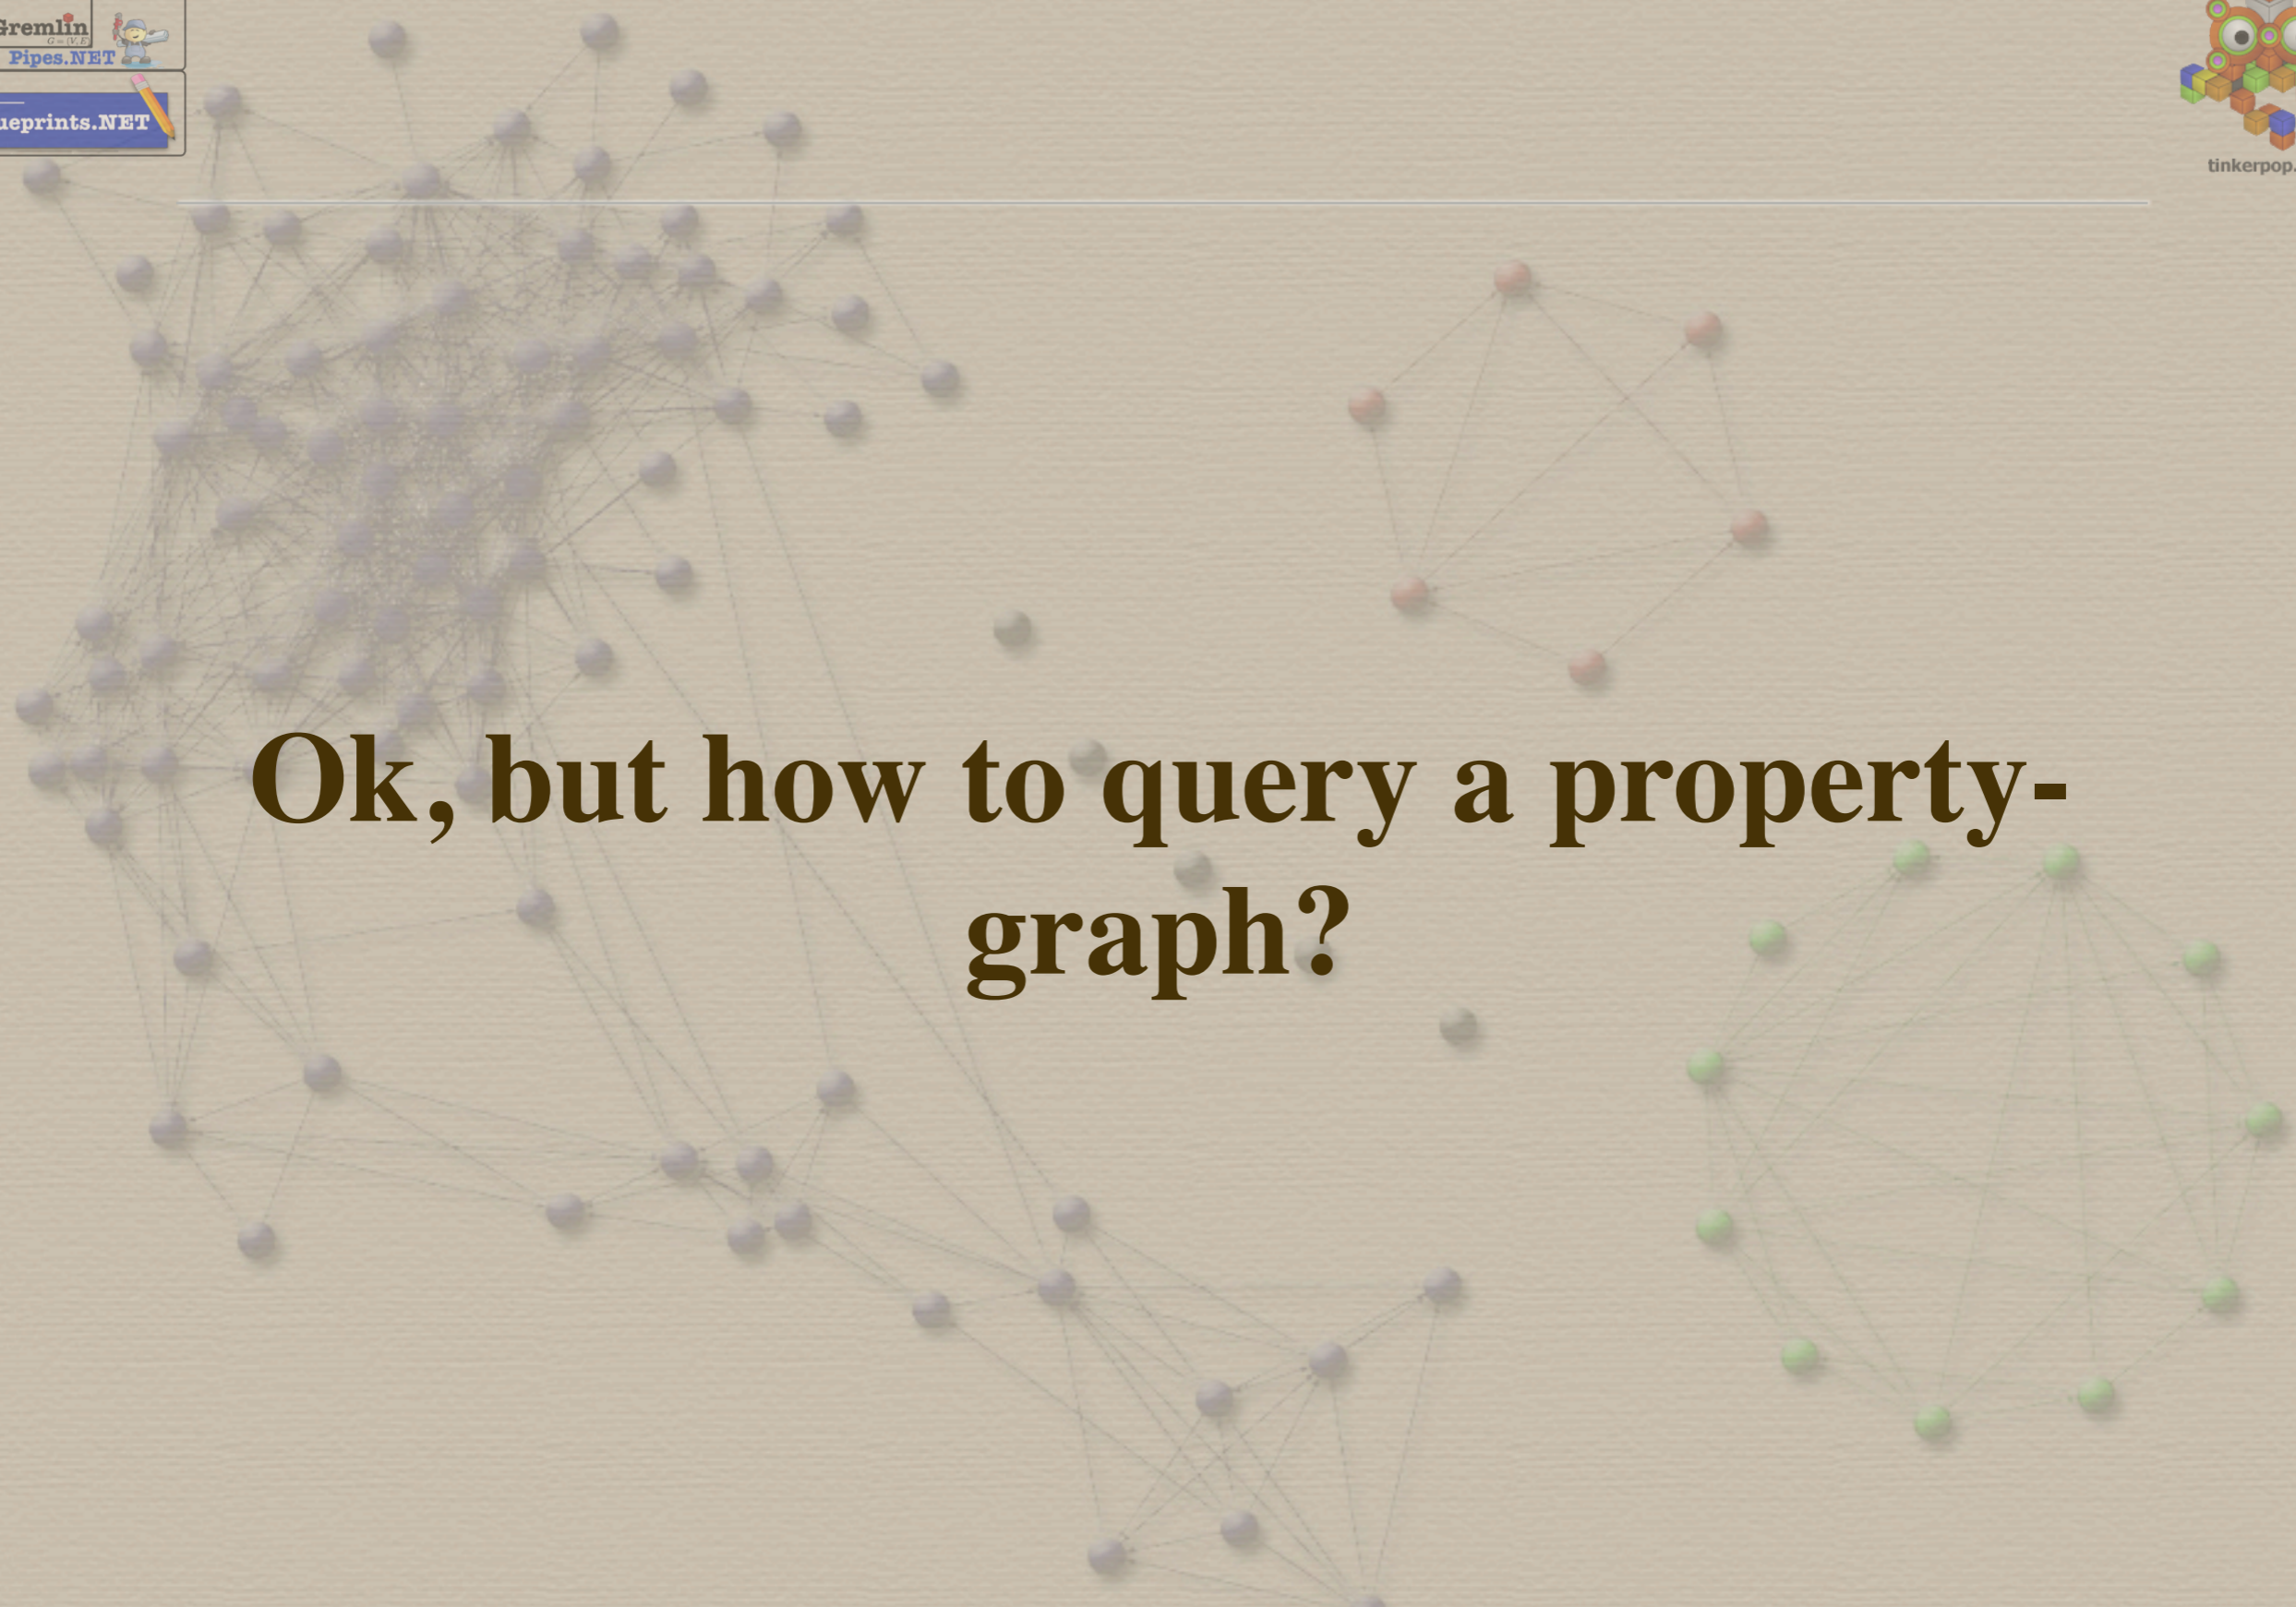 Gremlin
G = (V, E)
Pipes.NET
ueprints.NET
tinkerpop.
Ok, but how to query a property-
graph?